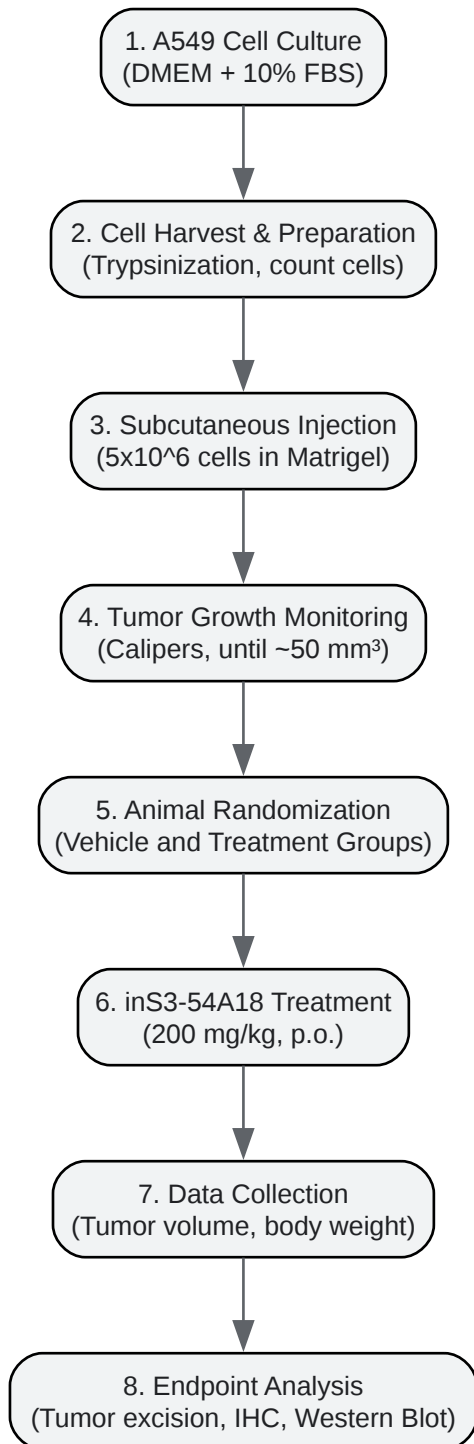 1. A549 Cell Culture
(DMEM + 10% FBS)
2. Cell Harvest & Preparation
(Trypsinization, count cells)
3. Subcutaneous Injection
(5x10^6 cells in Matrigel)
4. Tumor Growth Monitoring
(Calipers, until ~50 mm³)
5. Animal Randomization
(Vehicle and Treatment Groups)
6. inS3-54A18 Treatment
(200 mg/kg, p.o.)
7. Data Collection
(Tumor volume, body weight)
8. Endpoint Analysis
(Tumor excision, IHC, Western Blot)